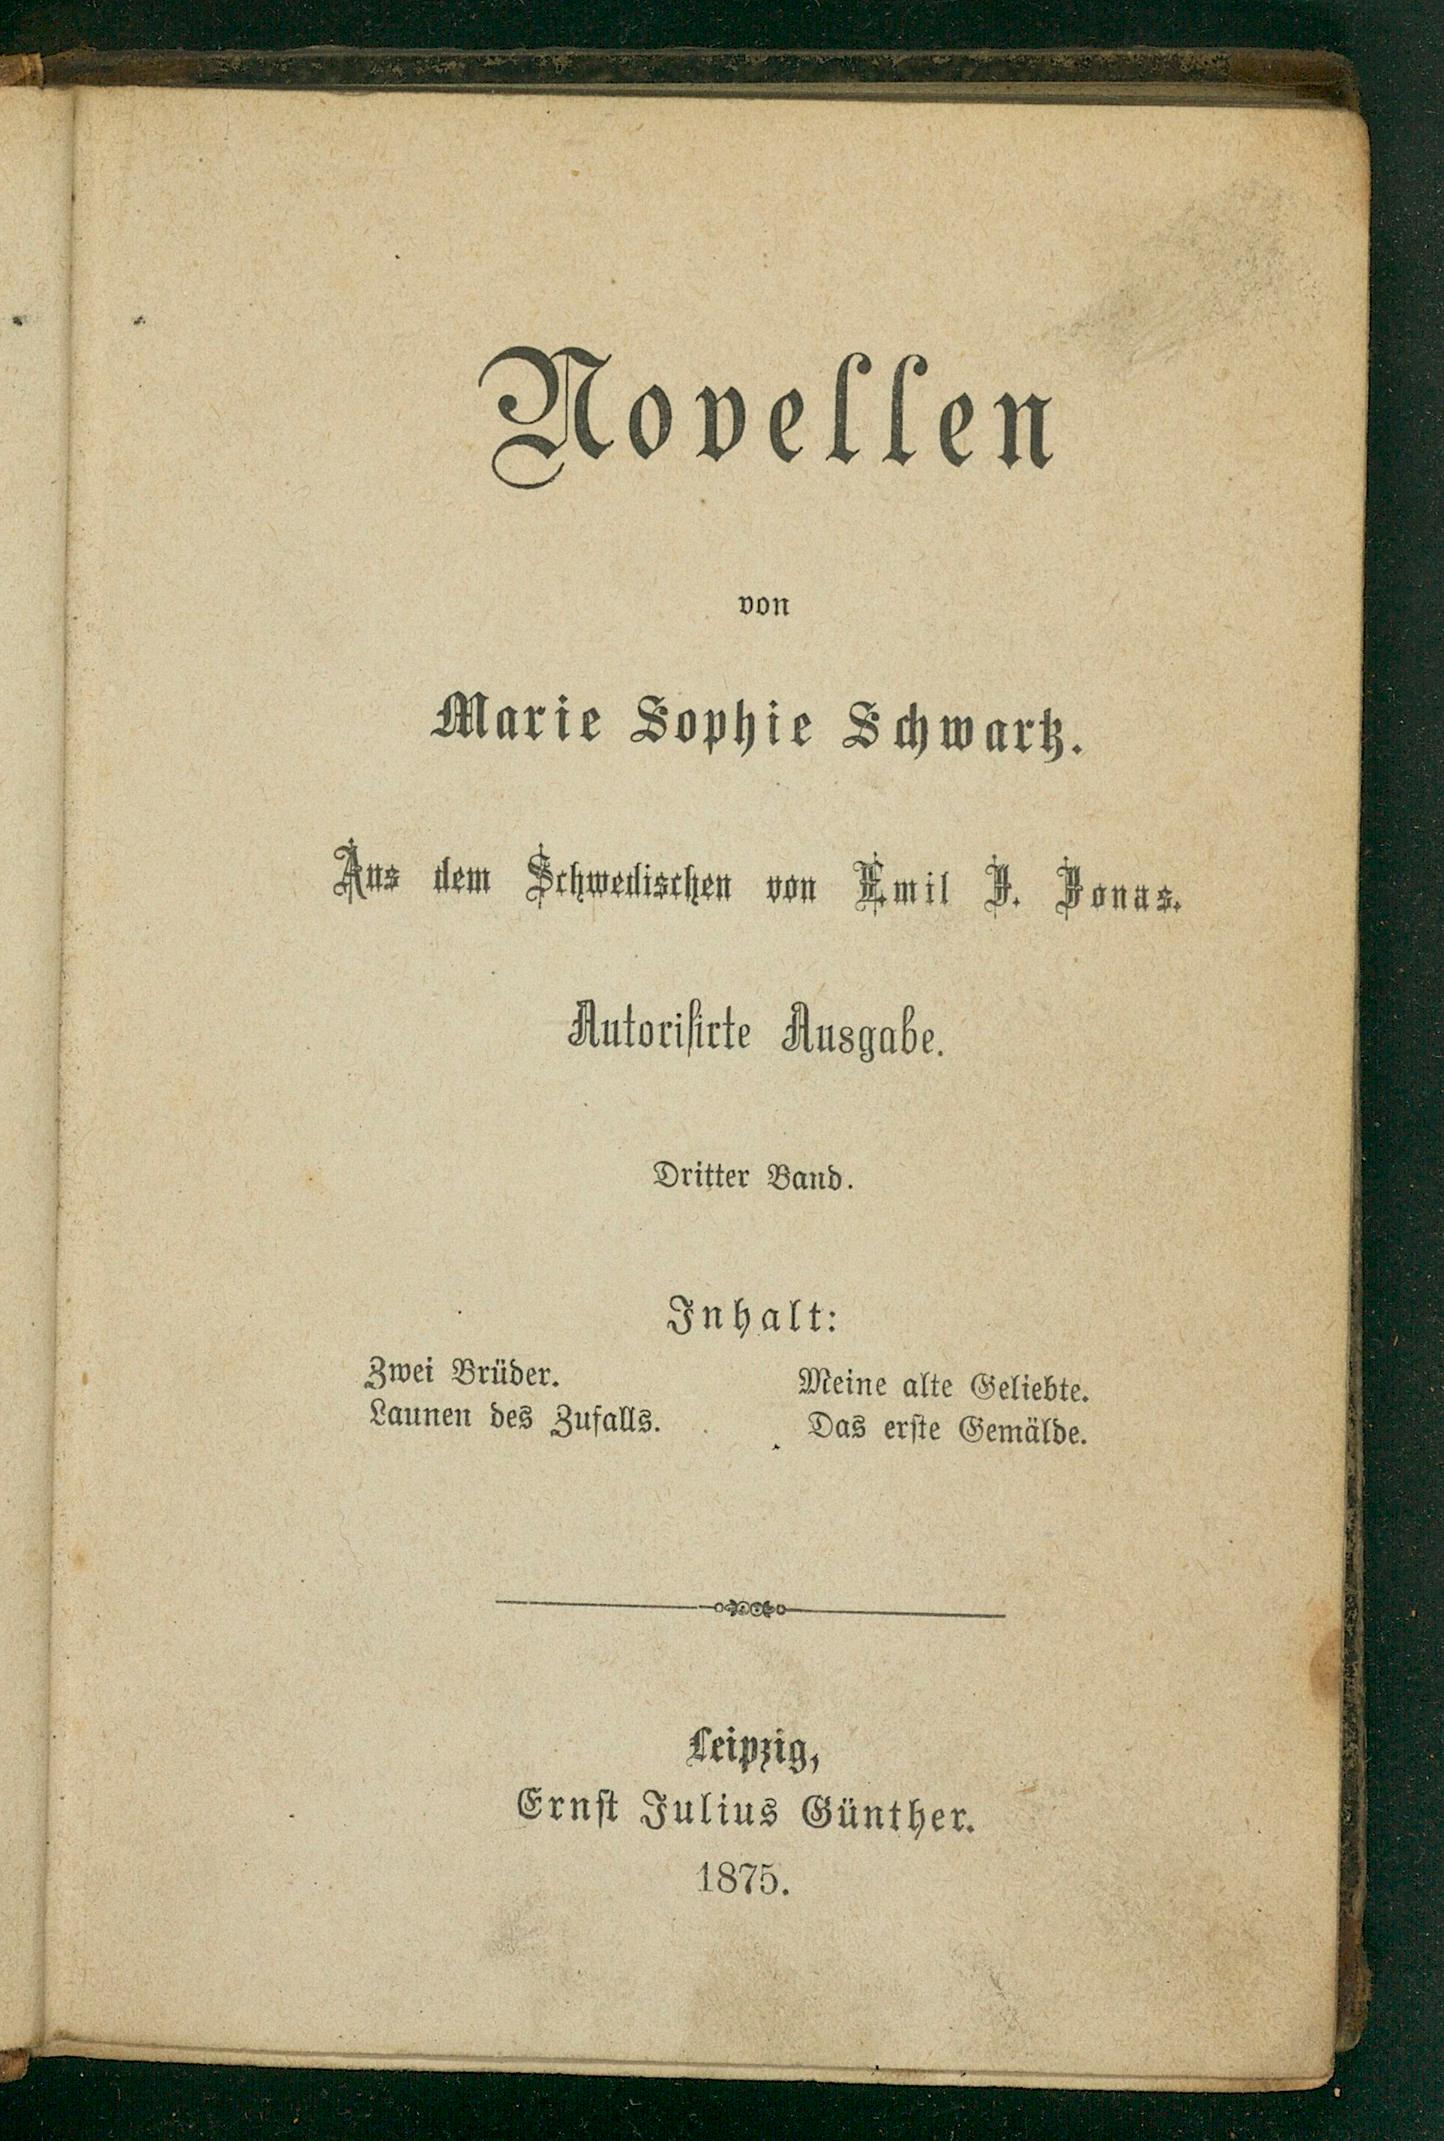 Novellen
von
Marie Sophie Schwartz.
Aus dem Schwedischen von Emil J. Jonas.
Autorisirte Ausgabe.
Dritter Band.
Inhalt:
Zwei Brüder.
Launen des Zufalls.
Meine alte Geliebte.
Das erste Gemälde.
Leipzig,
Ernst Julius Günther.
1875.